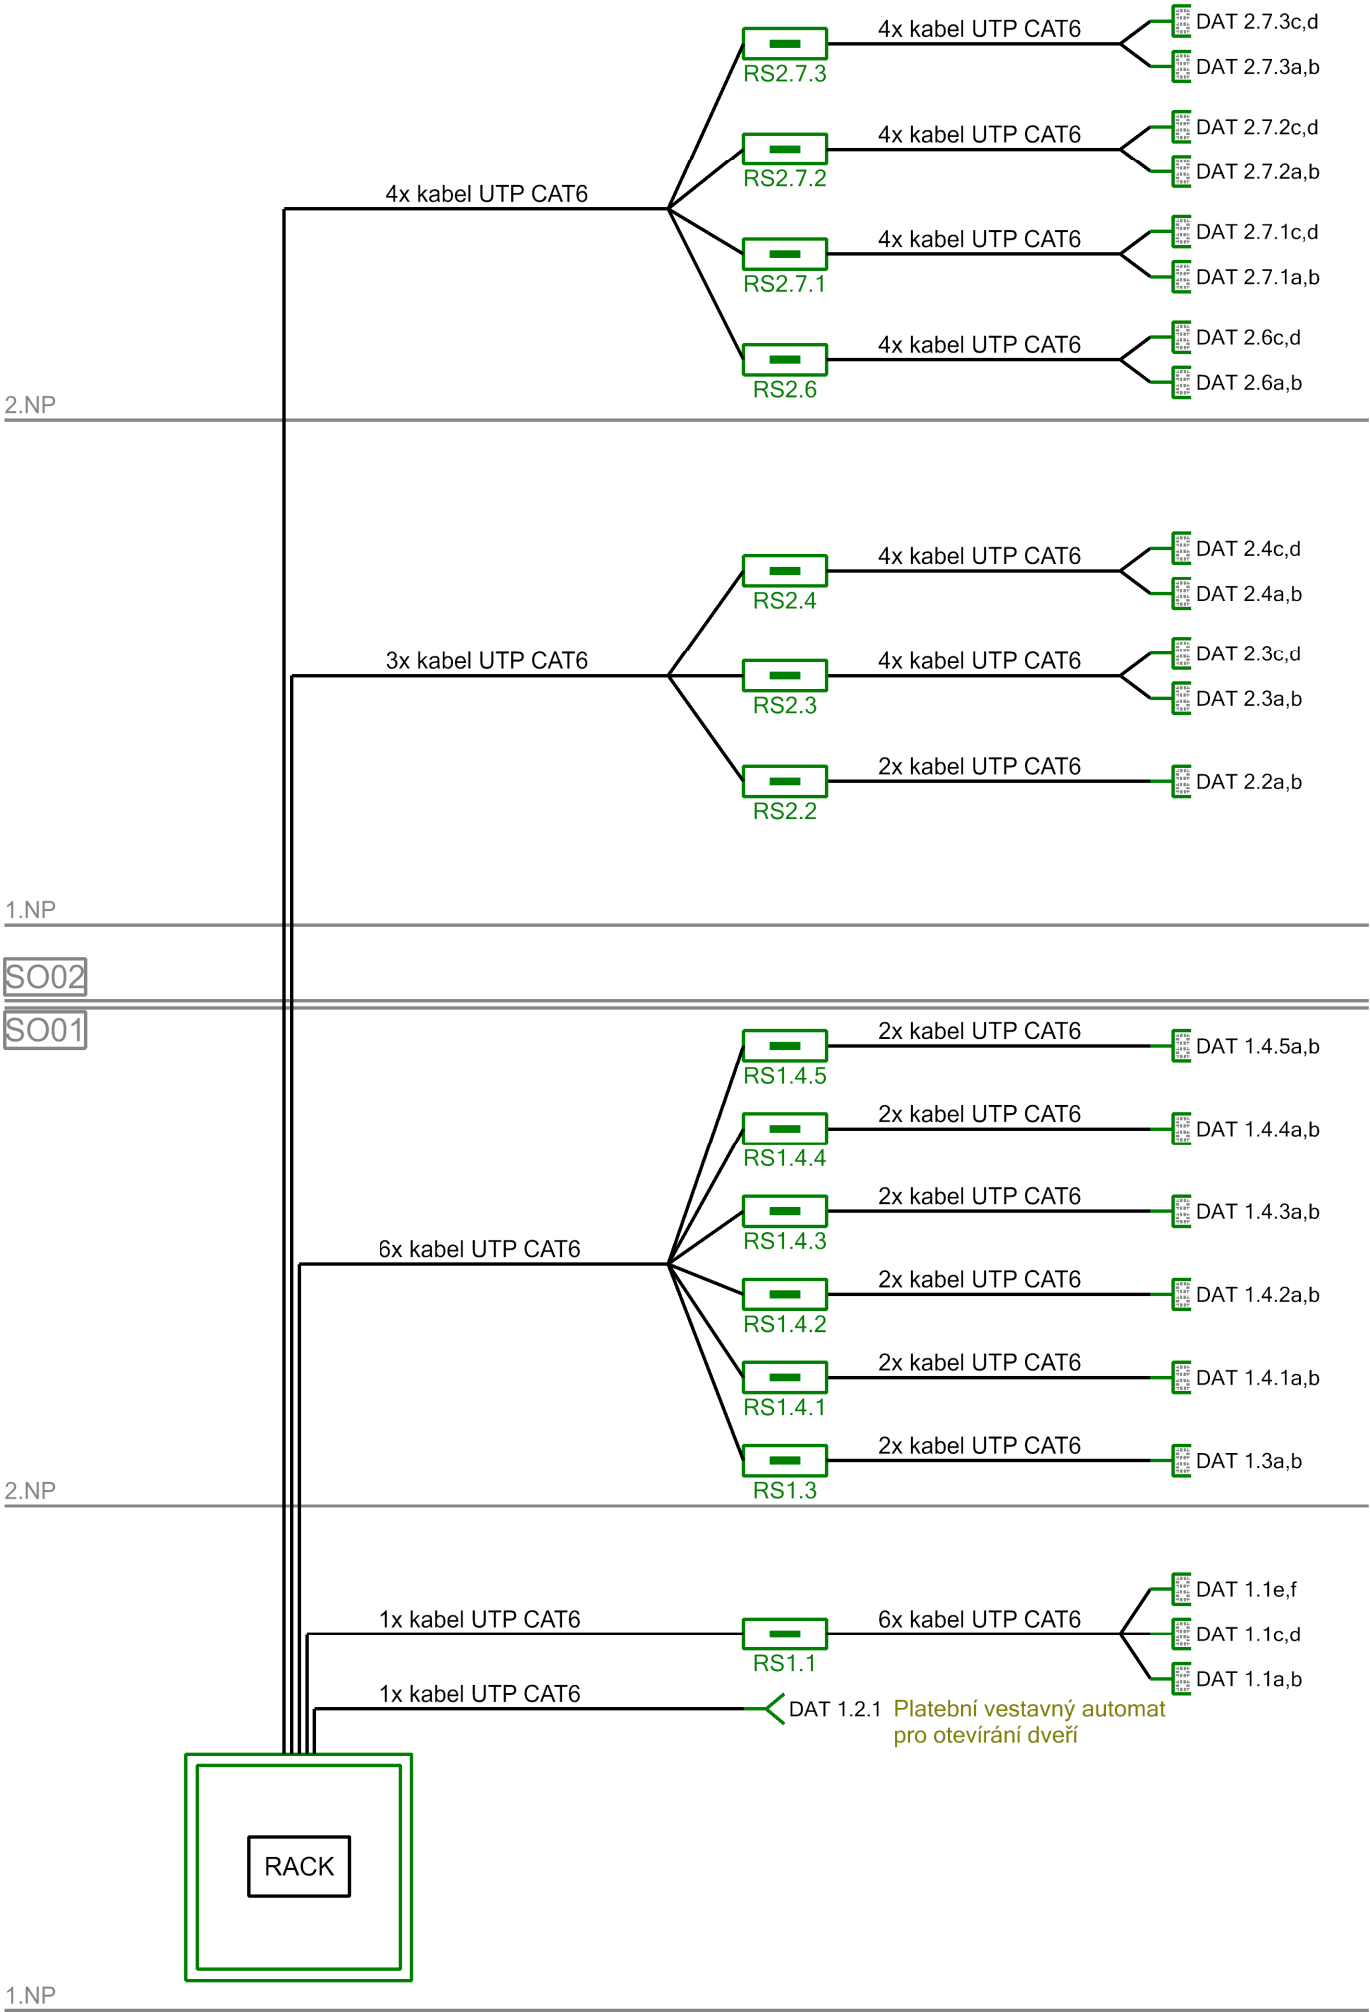 4x kabel UTP CAT6
DAT 2.7.3c,d
DAT 2.7.3a,b
RS2.7.3
4x kabel UTP CAT6
DAT 2.7.2c,d
DAT 2.7.2a,b
RS2.7.2
4x kabel UTP CAT6
4x kabel UTP CAT6
DAT 2.7.1c,d
DAT 2.7.1a,b
RS2.7.1
4x kabel UTP CAT6
DAT 2.6c,d
DAT 2.6a,b
RS2.6
2.NP
4x kabel UTP CAT6
DAT 2.4c,d
DAT 2.4a,b
RS2.4
3x kabel UTP CAT6
4x kabel UTP CAT6
DAT 2.3c,d
DAT 2.3a,b
RS2.3
2x kabel UTP CAT6
DAT 2.2a,b
RS2.2
1.NP
SO02
SO01
2x kabel UTP CAT6
DAT 1.4.5a,b
RS1.4.5
2x kabel UTP CAT6
DAT 1.4.4a,b
RS1.4.4
2x kabel UTP CAT6
DAT 1.4.3a,b
RS1.4.3
6x kabel UTP CAT6
2x kabel UTP CAT6
DAT 1.4.2a,b
RS1.4.2
2x kabel UTP CAT6
DAT 1.4.1a,b
RS1.4.1
2x kabel UTP CAT6
DAT 1.3a,b
RS1.3
2.NP
DAT 1.1e,f
1x kabel UTP CAT6
6x kabel UTP CAT6
DAT 1.1c,d
RS1.1
DAT 1.1a,b
1x kabel UTP CAT6
DAT 1.2.1 Platební vestavný automat
pro otevírání dveří
RACK
1.NP